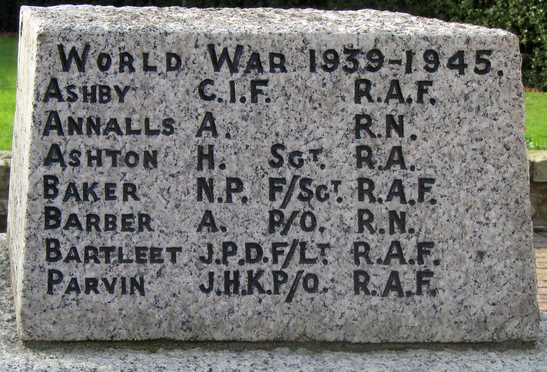 WORLD WAR 1939-1945.
ASHBY C.I.F. R.A.F.
ANNALLS A. R.N.
ASHTON H. SGT. R.A.
BAKER N.P. F/SGT. R.A.F.
BARBER A. P/O. R.N.
BARTLEET J.P.D. F/LT R.A.F.
PARVIN J.H.K. P/O. R.A.F.